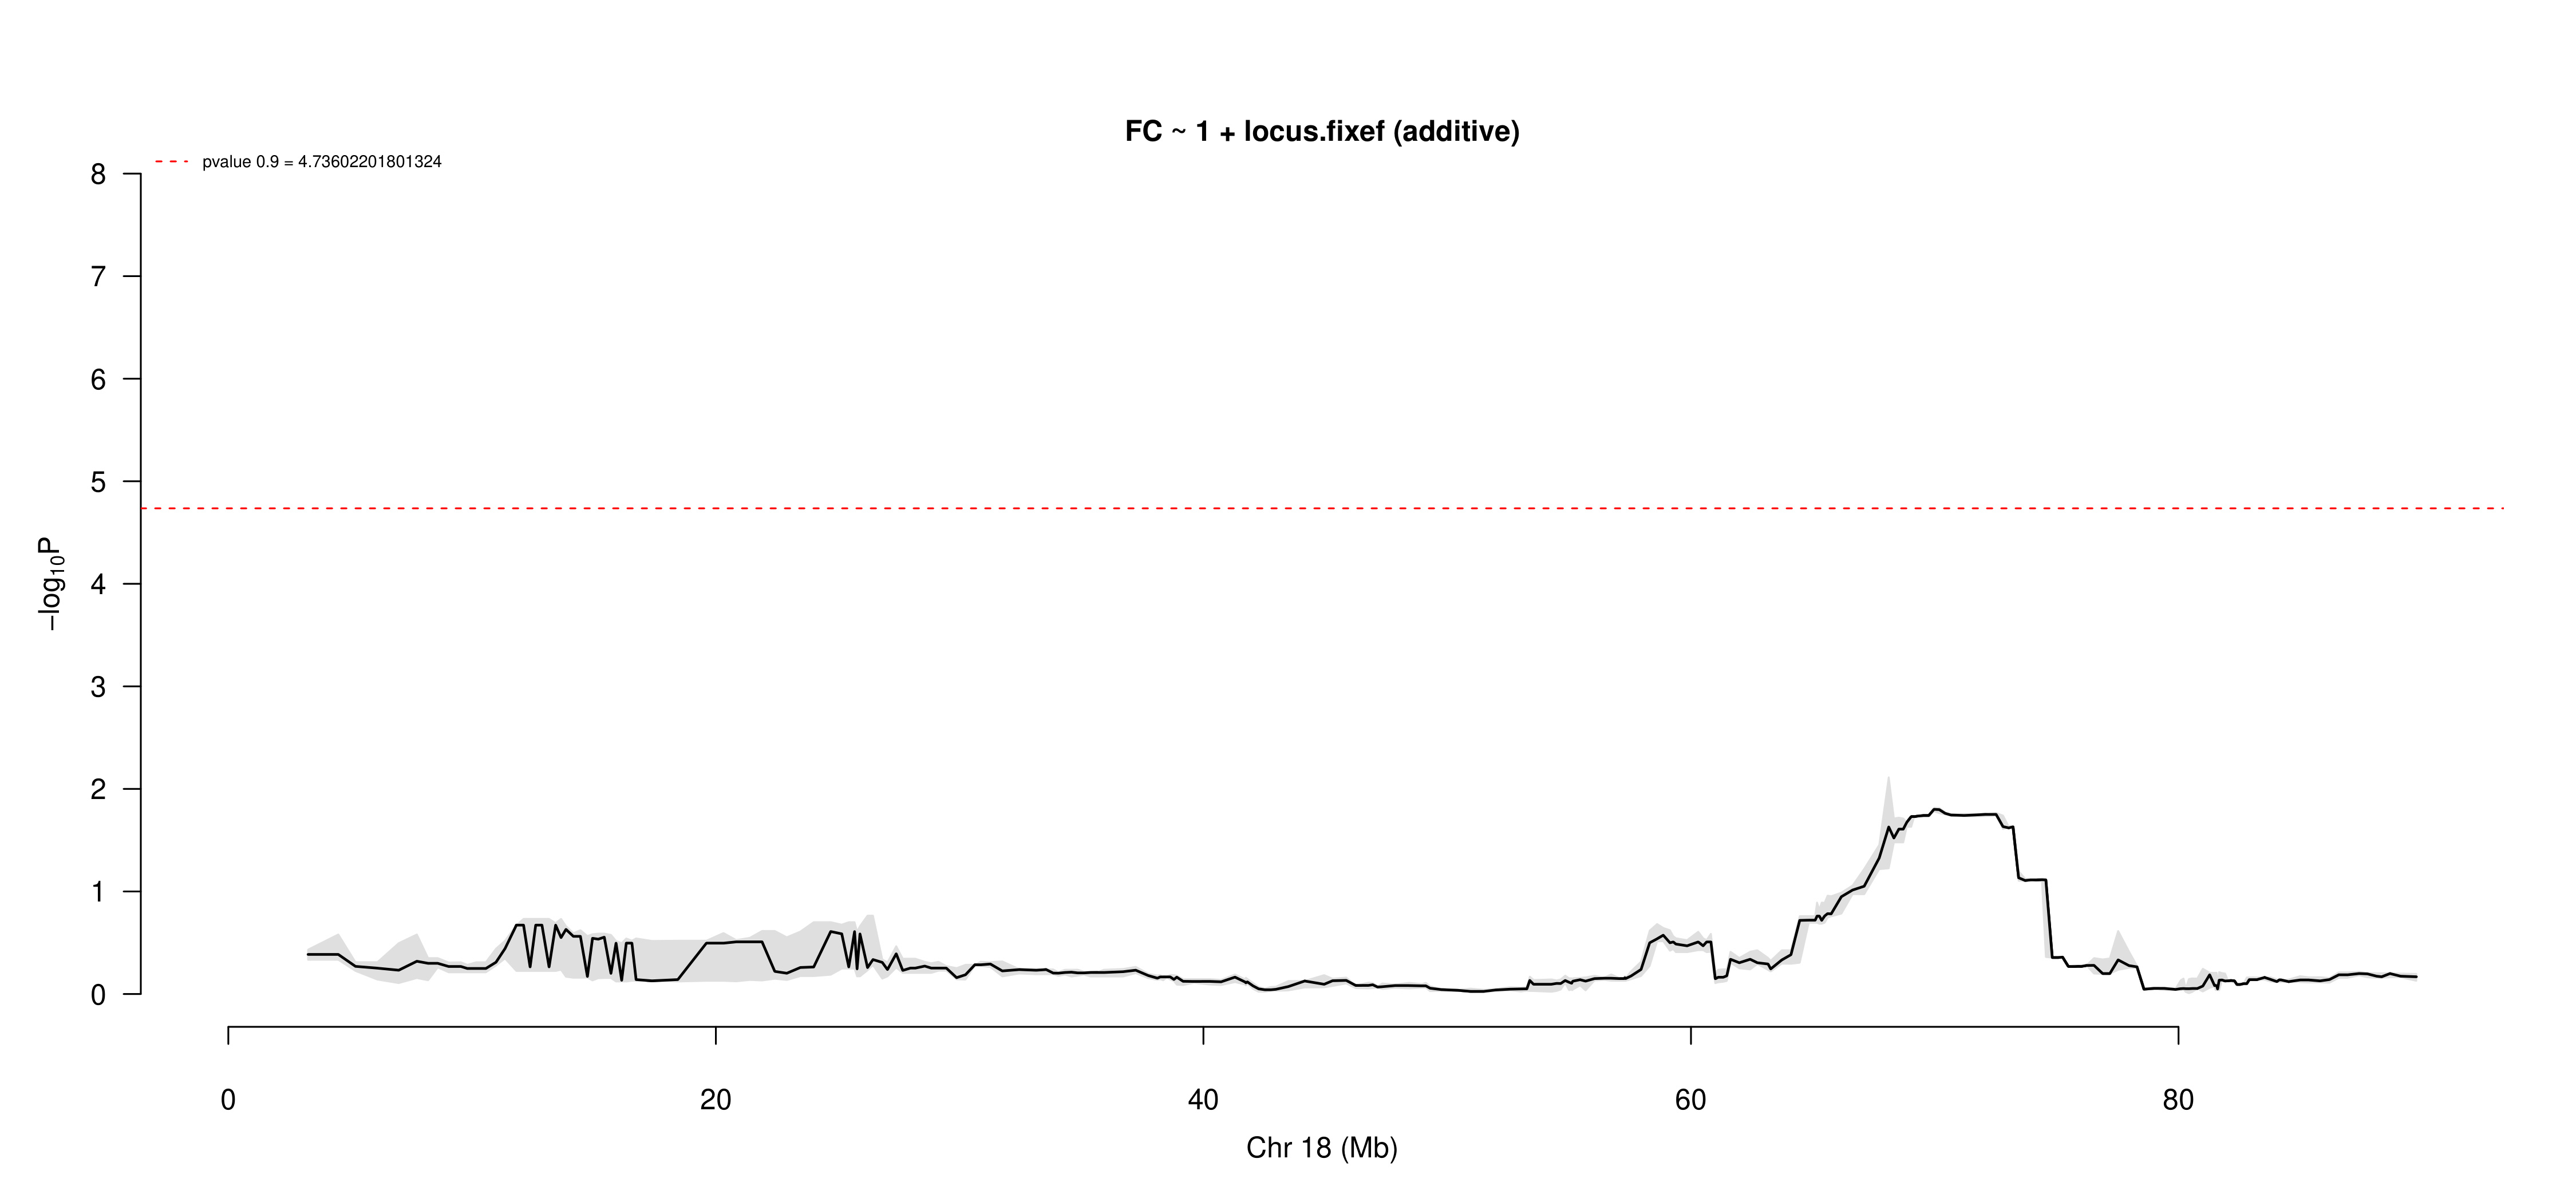 FC ~ 1 + locus.fixef (additive)
pvalue 0.9 = 4.73602201801324
8
7
6
5
4
3
2
1
0
−log10P
0 20 40 60 80
Chr 18 (Mb)